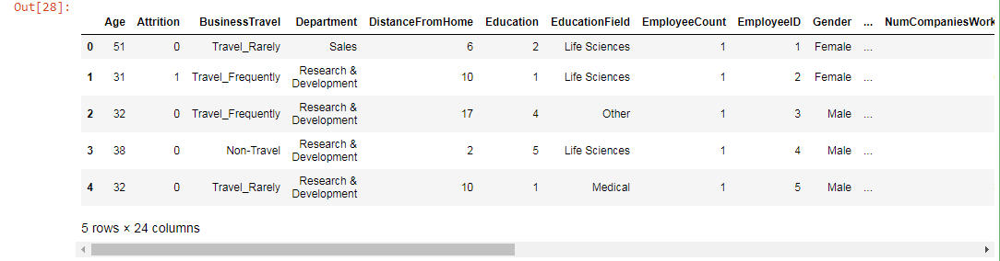 Out[28]:
Age Attrition BusinessTravel Department DistanceFromHome Education EducationField EmployeeCount EmployeeID Gender ... NumCompaniesWork
0 51 0 Travel_Rarely Sales 6 2 Life Sciences 1 1 Female ...
1 31 1 Travel_Frequently Research & Development 10 1 Life Sciences 1 2 Female ...
2 32 0 Travel_Frequently Research & Development 17 4 Other 1 3 Male ...
3 38 0 Non-Travel Research & Development 2 5 Life Sciences 1 4 Male ...
4 32 0 Travel_Rarely Research & Development 10 1 Medical 1 5 Male ...
5 rows × 24 columns